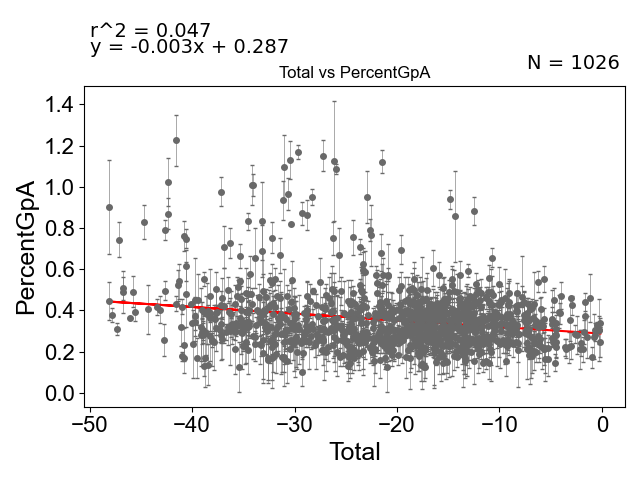 r^2 = 0.047
y = -0.003x + 0.287
N = 1026
Total vs PercentGpA
1.4
1.2
1.0
0.8
0.6
0.4
0.2
0.0
PercentGpA
−50
−40
−30
−20
−10
0
Total